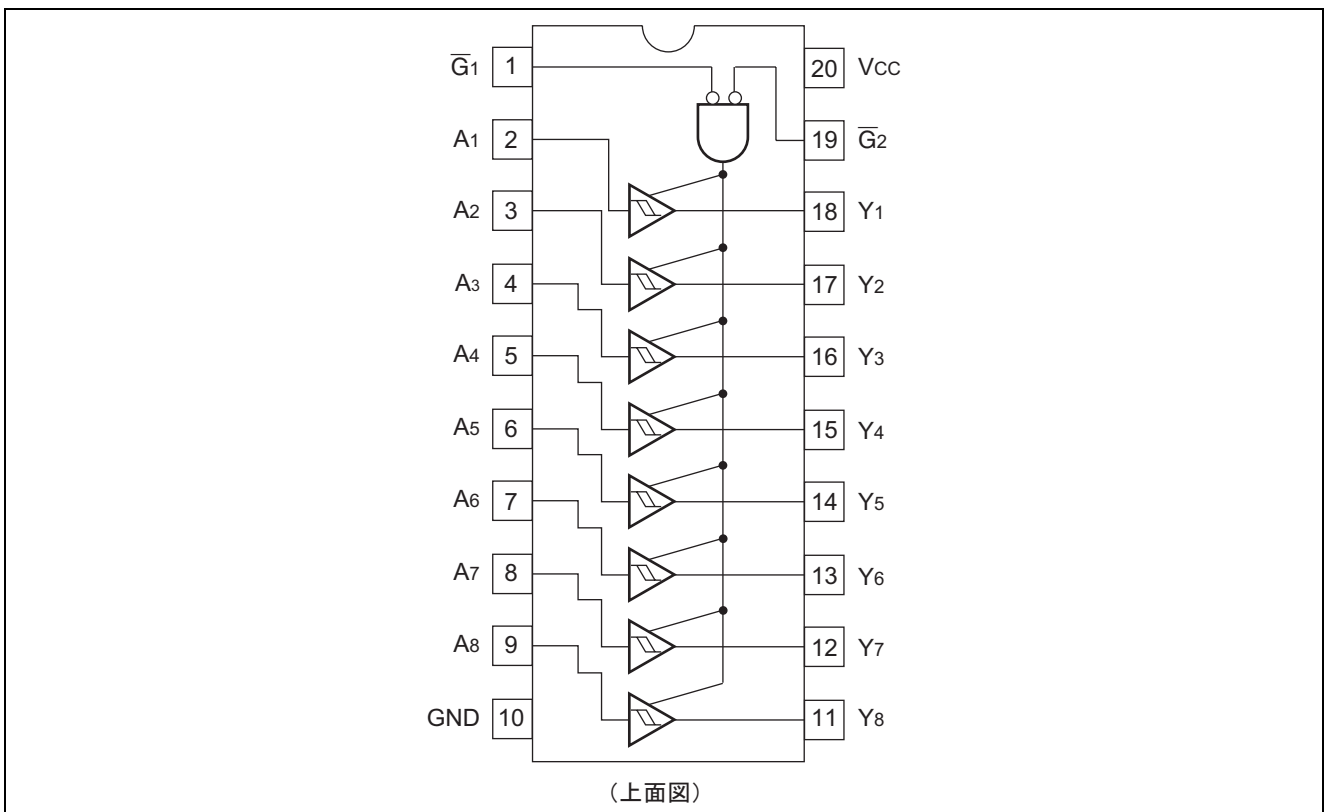 G̅1 1 20 VCC
A1 2 19 G̅2
A2 3 18 Y1
A3 4 17 Y2
A4 5 16 Y3
A5 6 15 Y4
A6 7 14 Y5
A7 8 13 Y6
A8 9 12 Y7
GND 10 11 Y8
（上面図）